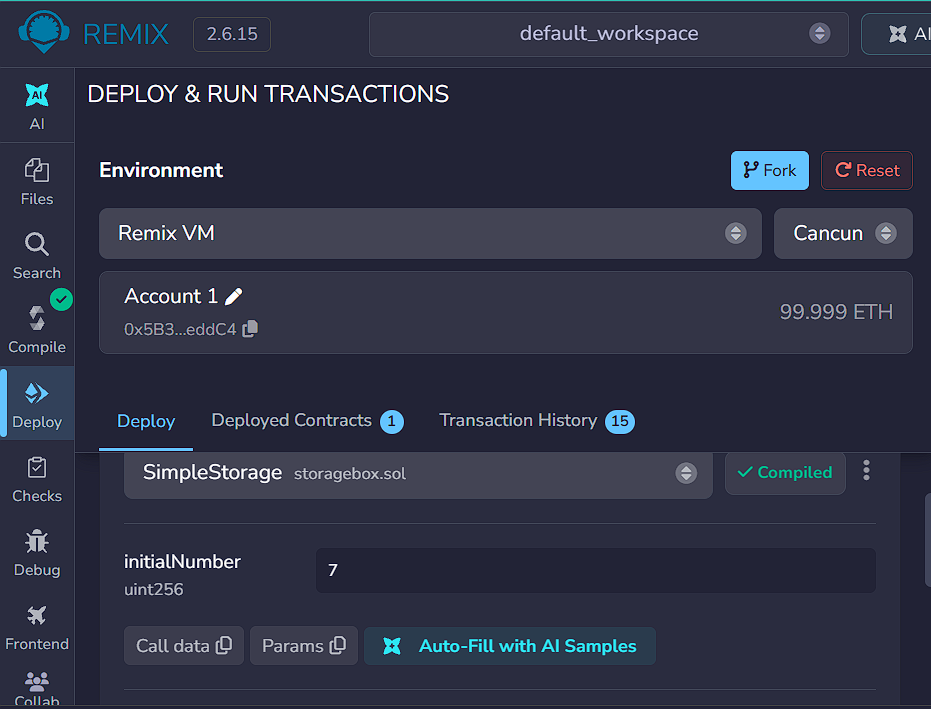 REMIX 2.6.15 default_workspace AI
DEPLOY & RUN TRANSACTIONS
AI
AI
Files
Search
Compile
Deploy
Checks
Debug
Frontend
Collab
Environment Fork Reset
Remix VM Cancun
Account 1
0x5B3...eddC4
99.999 ETH
Deploy Deployed Contracts 1 Transaction History 15
SimpleStorage storagebox.sol Compiled
initialNumber
uint256
7
Call data Params Auto-Fill with AI Samples